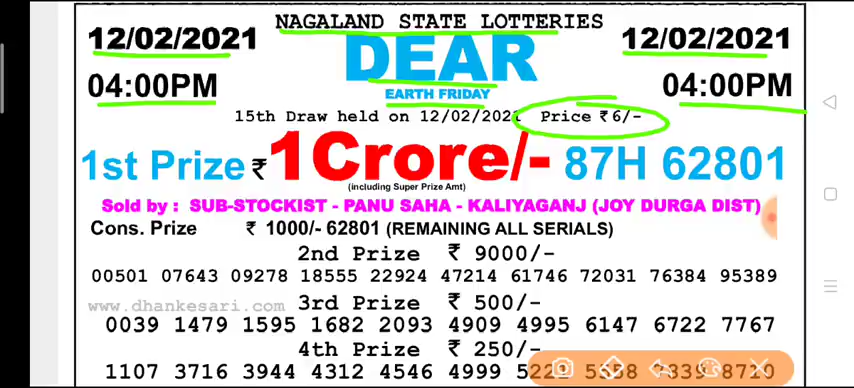 NAGALAND STATE LOTTERIES
12/02/2021 DEAR 12/02/2021
04:00PM EARTH FRIDAY 04:00PM
15th Draw held on 12/02/2021 Price ₹ 6/-
1st Prize ₹ 1Crore/- 87H 62801
(including Super Prize Amt)
Sold by : SUB-STOCKIST - PANU SAHA - KALIYAGANJ (JOY DURGA DIST)
Cons. Prize ₹ 1000/- 62801 (REMAINING ALL SERIALS)
2nd Prize ₹ 9000/-
00501 07643 09278 18555 22924 47214 61746 72031 76384 95389
www.dhankesari.com 3rd Prize ₹ 500/-
0039 1479 1595 1682 2093 4909 4995 6147 6722 7767
4th Prize ₹ 250/-
1107 3716 3944 4312 4546 4999